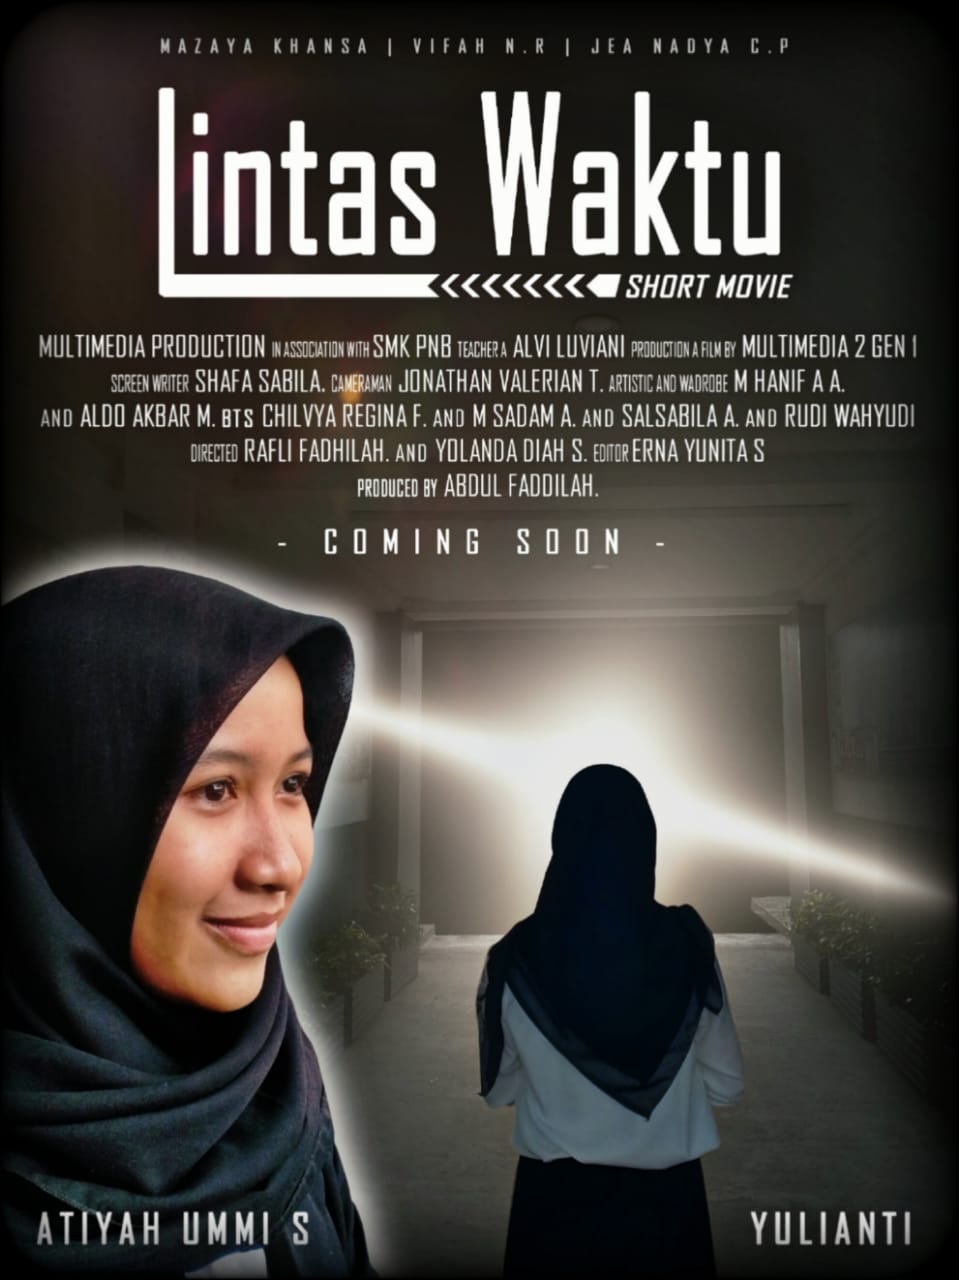 MAZAYA KHANSA | VIFAH N.R | JEA NADYA C.P
Lintas Waktu
SHORT MOVIE
MULTIMEDIA PRODUCTION IN ASSOCIATION WITH SMK PNB TEACHER A ALVI LUVIANI PRODUCTION A FILM BY MULTIMEDIA 2 GEN 1
SCREEN WRITER SHAFA SABILA. CAMERAMAN JONATHAN VALERIAN T. ARTISTIC AND WADROBE M HANIF A A.
AND ALDO AKBAR M. BTS CHILVYA REGINA F. AND M SADAM A. AND SALSABILA A. AND RUDI WAHYUDI
DIRECTED RAFLI FADHILAH. AND YOLANDA DIAH S. EDITOR ERNA YUNITA S
PRODUCED BY ABDUL FADDILAH.
- COMING SOON -
ATIYAH UMMI S
YULIANTI